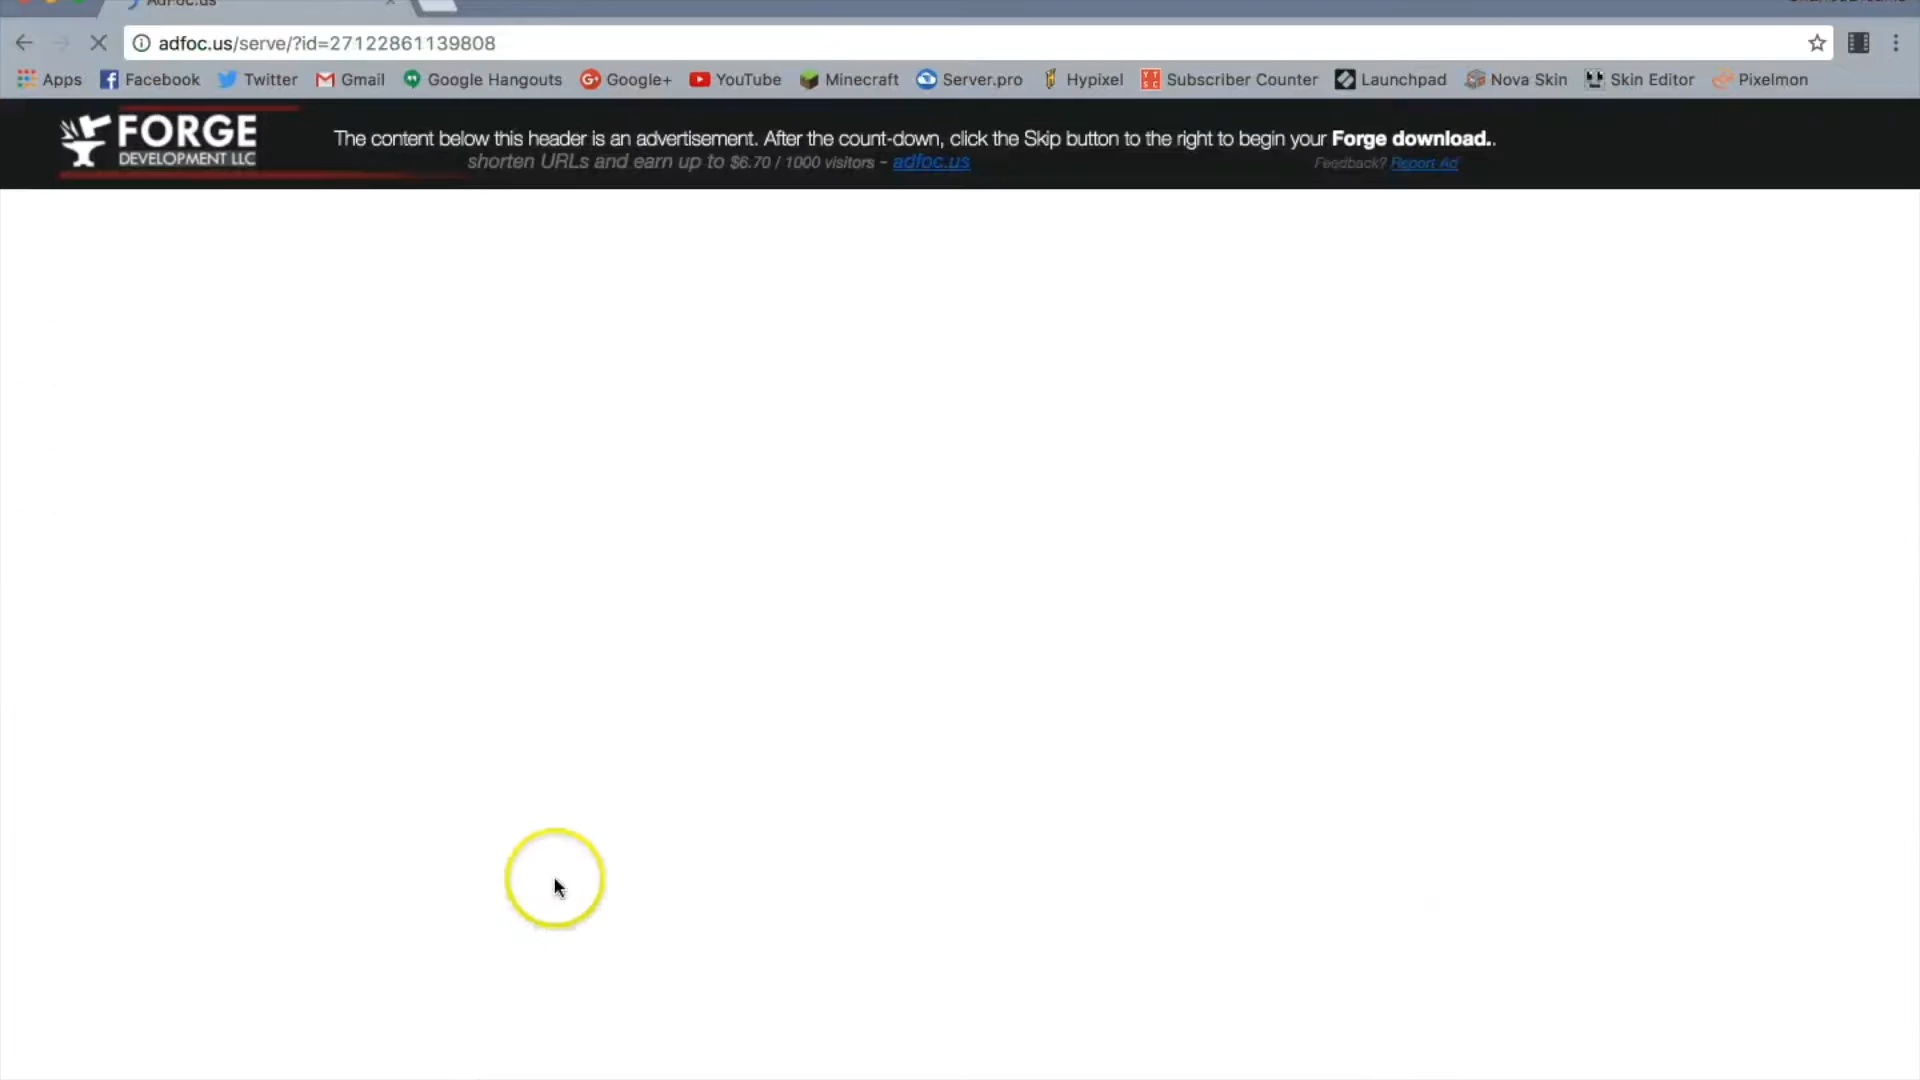 AdFoc.us
adfoc.us/serve/?id=27122861139808
Apps Facebook Twitter Gmail Google Hangouts Google+ YouTube Minecraft Server.pro Hypixel Subscriber Counter Launchpad Nova Skin Skin Editor Pixelmon
FORGE
DEVELOPMENT LLC
The content below this header is an advertisement. After the count-down, click the Skip button to the right to begin your Forge download..
shorten URLs and earn up to $6.70 / 1000 visitors - adfoc.us
Feedback? Report Ad